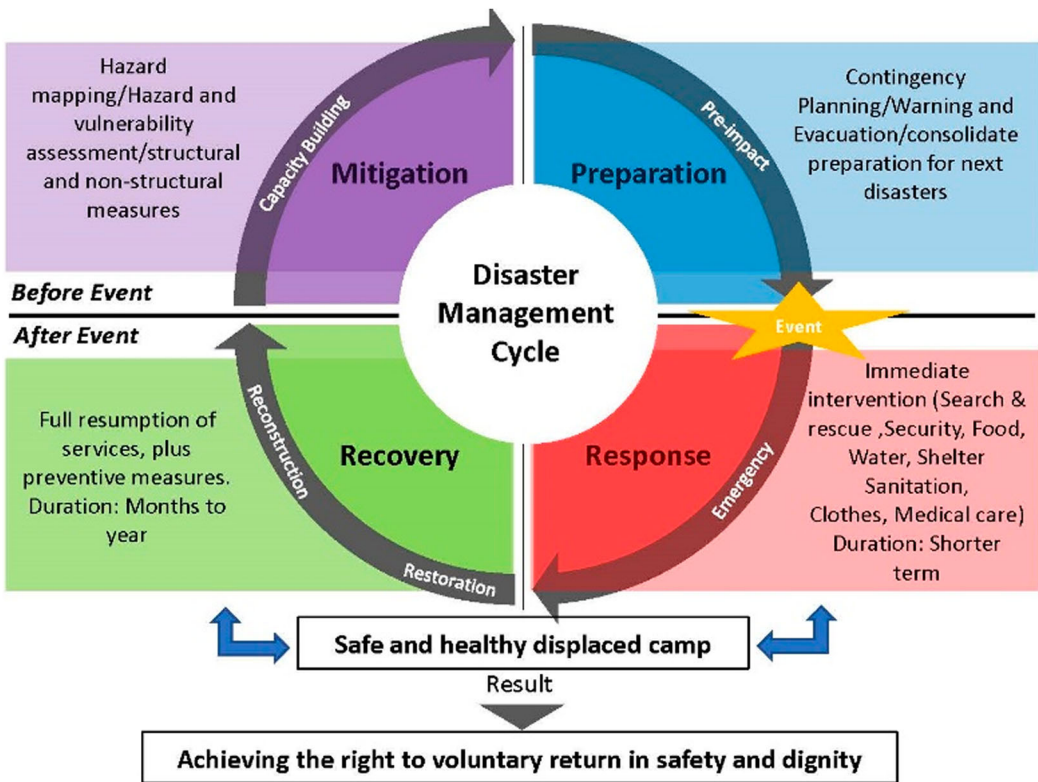 Hazard
mapping/Hazard and
vulnerability
assessment/structural
and non-structural
measures
Capacity Building
Mitigation
Preparation
Pre-impact
Contingency
Planning/Warning and
Evacuation/consolidate
preparation for next
disasters
Before Event
After Event
Disaster
Management
Cycle
Event
Full resumption of
services, plus
preventive measures.
Duration: Months to
year
Reconstruction
Restoration
Recovery
Response
Emergency
Immediate
intervention (Search &
rescue ,Security, Food,
Water, Shelter
Sanitation,
Clothes, Medical care)
Duration: Shorter
term
Safe and healthy displaced camp
Result
Achieving the right to voluntary return in safety and dignity